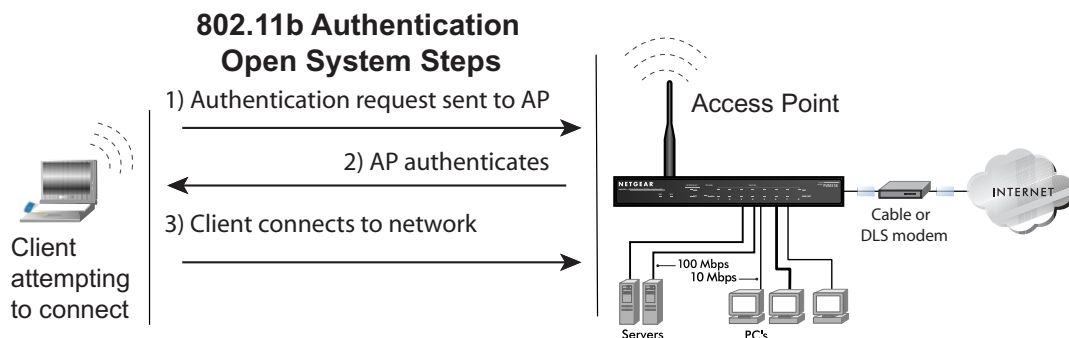 802.11b Authentication
Open System Steps
1) Authentication request sent to AP
2) AP authenticates
3) Client connects to network
Client
attempting
to connect
Access Point
NETGEAR
INTERNET
Cable or
DLS modem
100 Mbps
10 Mbps
Servers
PC's